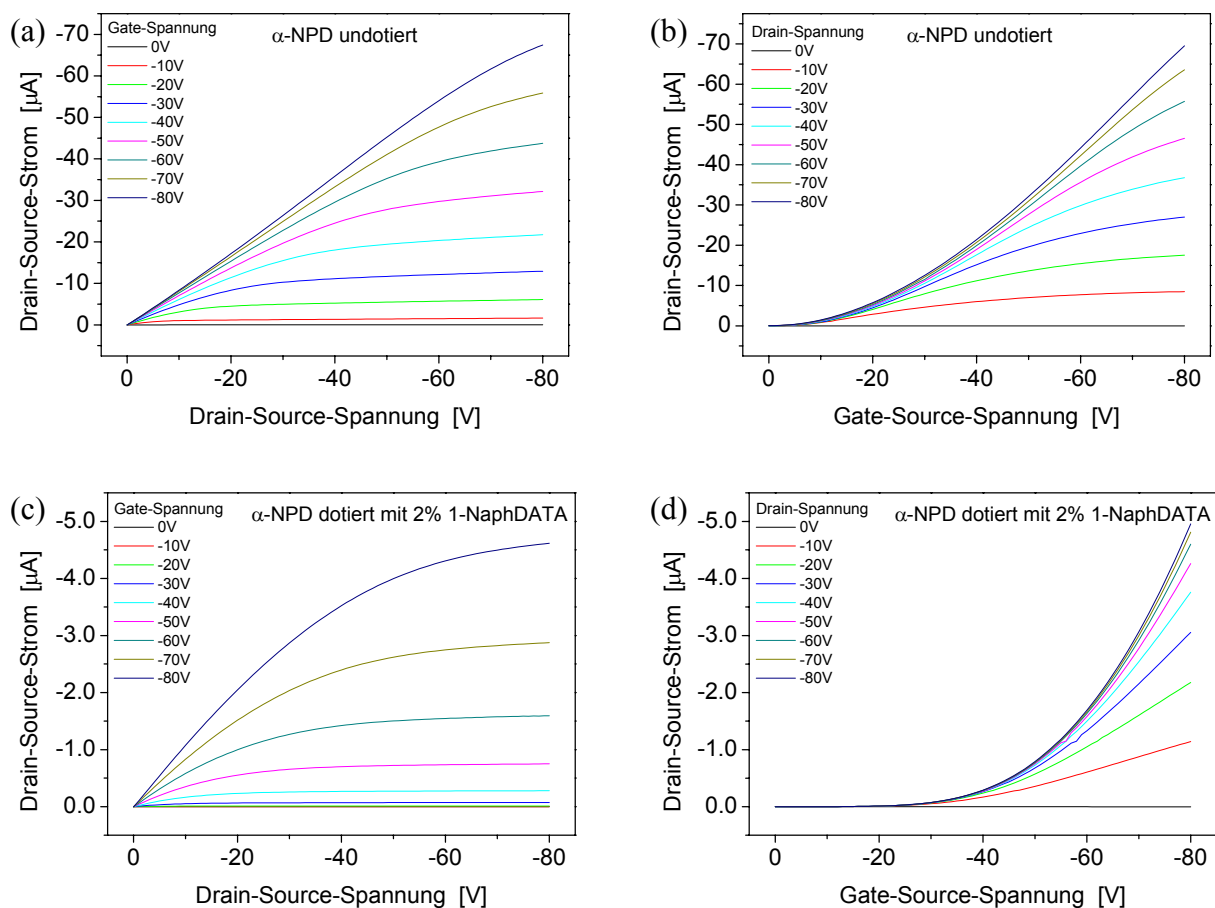 (a)
α-NPD undotiert
Gate-Spannung
0V
-10V
-20V
-30V
-40V
-50V
-60V
-70V
-80V
Drain-Source-Strom [µA]
-70
-60
-50
-40
-30
-20
-10
0
0 -20 -40 -60 -80
Drain-Source-Spannung [V]
(b)
α-NPD undotiert
Drain-Spannung
0V
-10V
-20V
-30V
-40V
-50V
-60V
-70V
-80V
Drain-Source-Strom [µA]
-70
-60
-50
-40
-30
-20
-10
0
0 -20 -40 -60 -80
Gate-Source-Spannung [V]
(c)
α-NPD dotiert mit 2% 1-NaphDATA
Gate-Spannung
0V
-10V
-20V
-30V
-40V
-50V
-60V
-70V
-80V
Drain-Source-Strom [µA]
-5.0
-4.0
-3.0
-2.0
-1.0
0.0
0 -20 -40 -60 -80
Drain-Source-Spannung [V]
(d)
α-NPD dotiert mit 2% 1-NaphDATA
Drain-Spannung
0V
-10V
-20V
-30V
-40V
-50V
-60V
-70V
-80V
Drain-Source-Strom [µA]
-5.0
-4.0
-3.0
-2.0
-1.0
0.0
0 -20 -40 -60 -80
Gate-Source-Spannung [V]